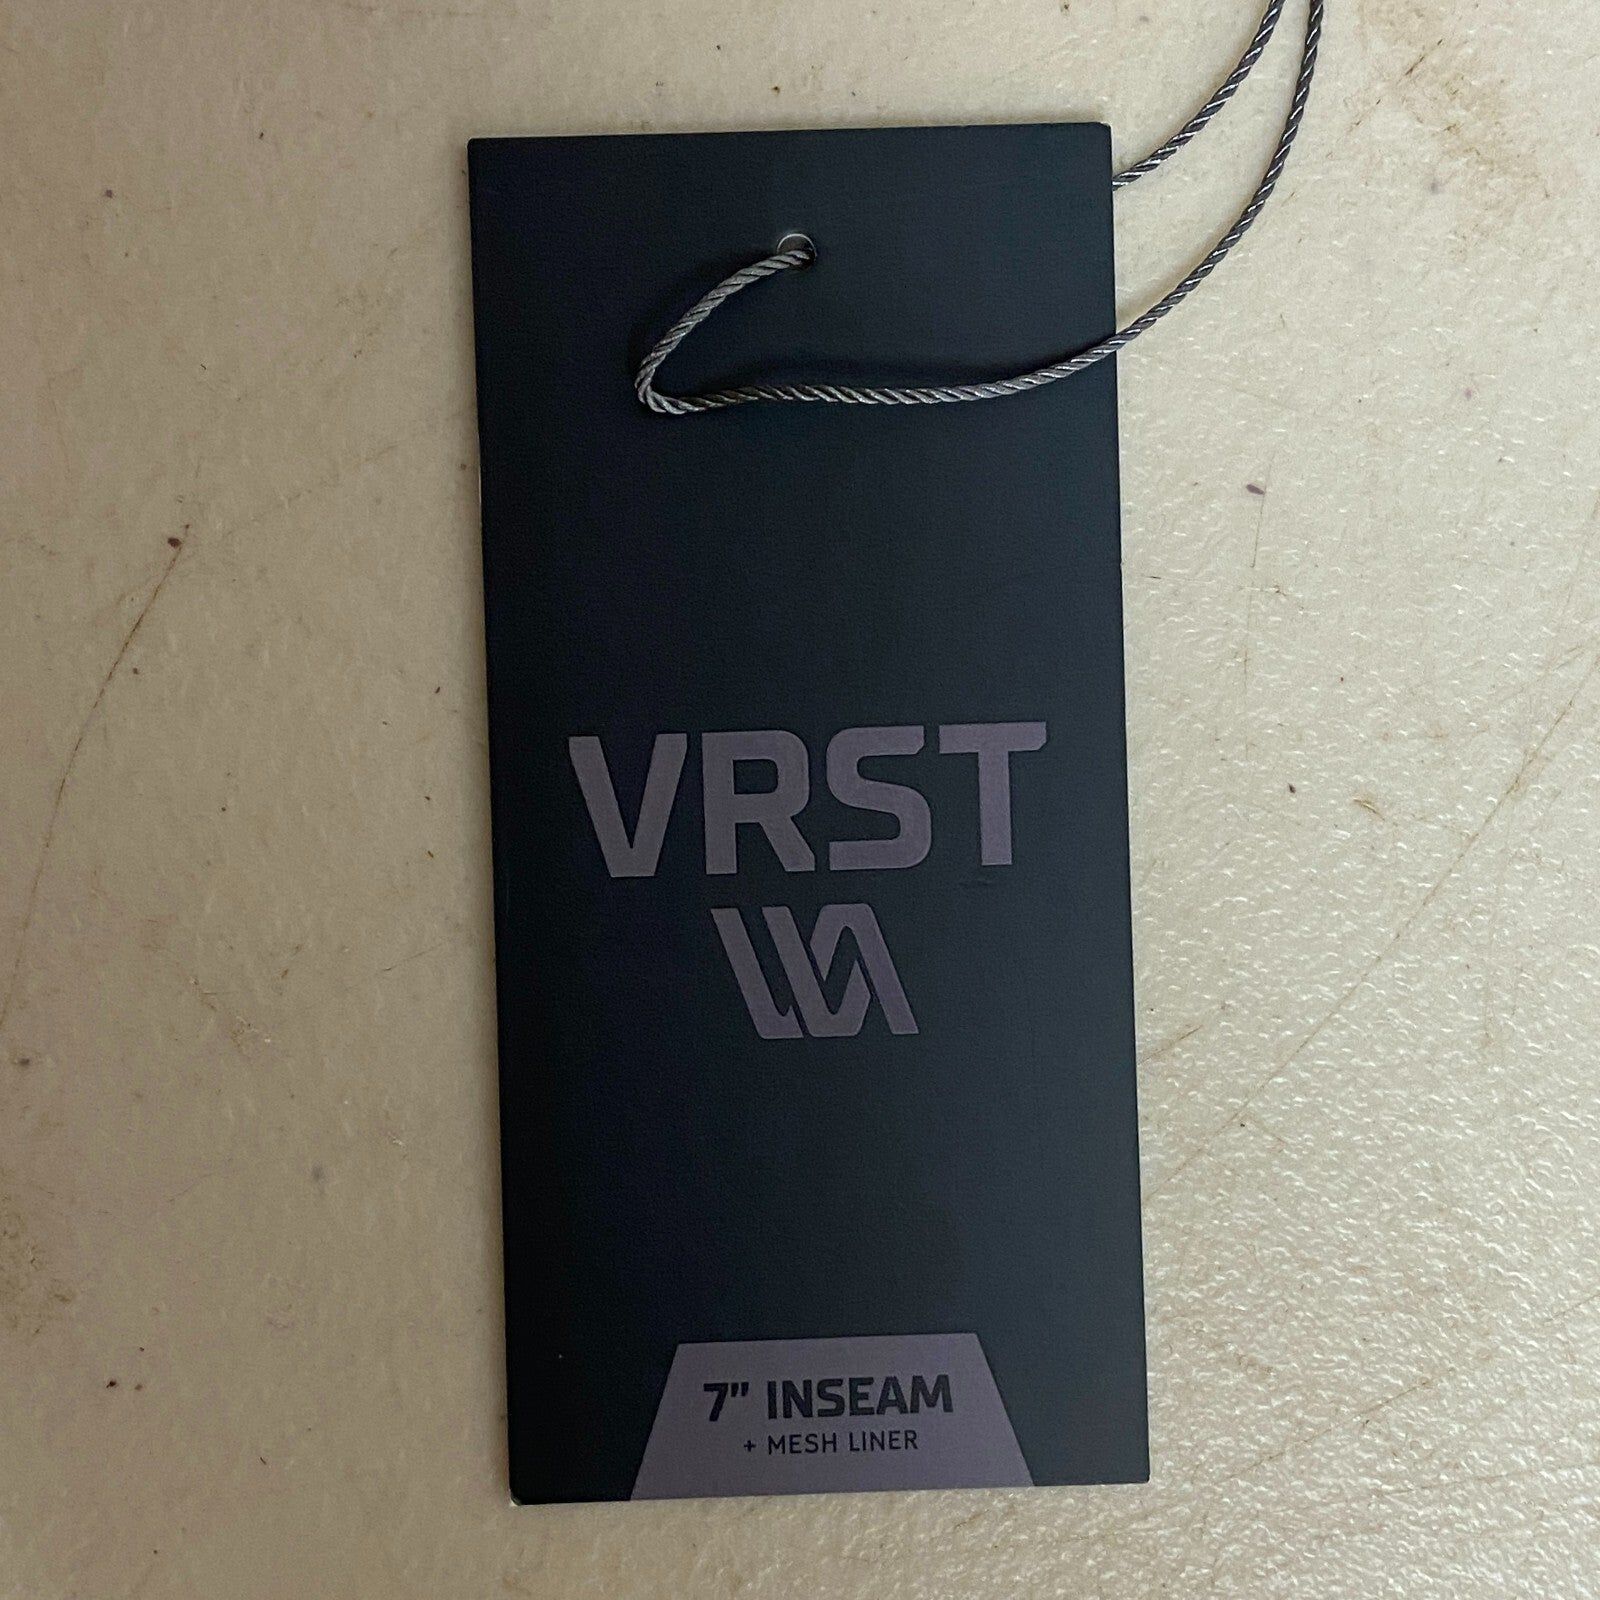 VRST
7" INSEAM
+ MESH LINER